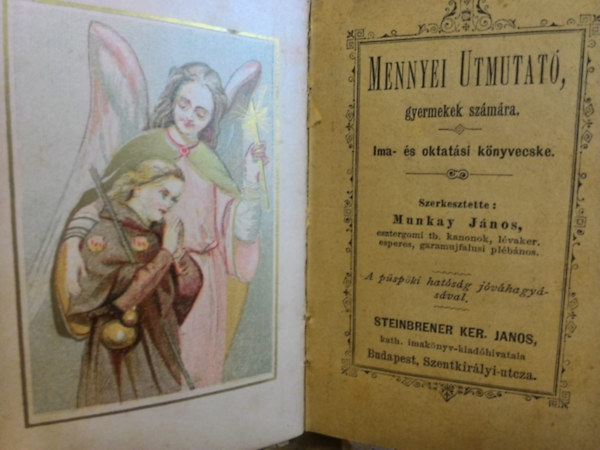 MENNYEI UTMUTATÓ,
gyermekek számára.
Ima- és oktatási könyvecske.
Szerkesztette:
Munkay János,
esztergomi th. kanonok, lévaker.
esperes, garamujfalusi plébános.
A püspöki hatóság jóváhagyá-
sával.
STEINBRENER KER. JANOS,
kath. imakönyv-kiadóhivatala
Budapest, Szentkirályi-utcza.